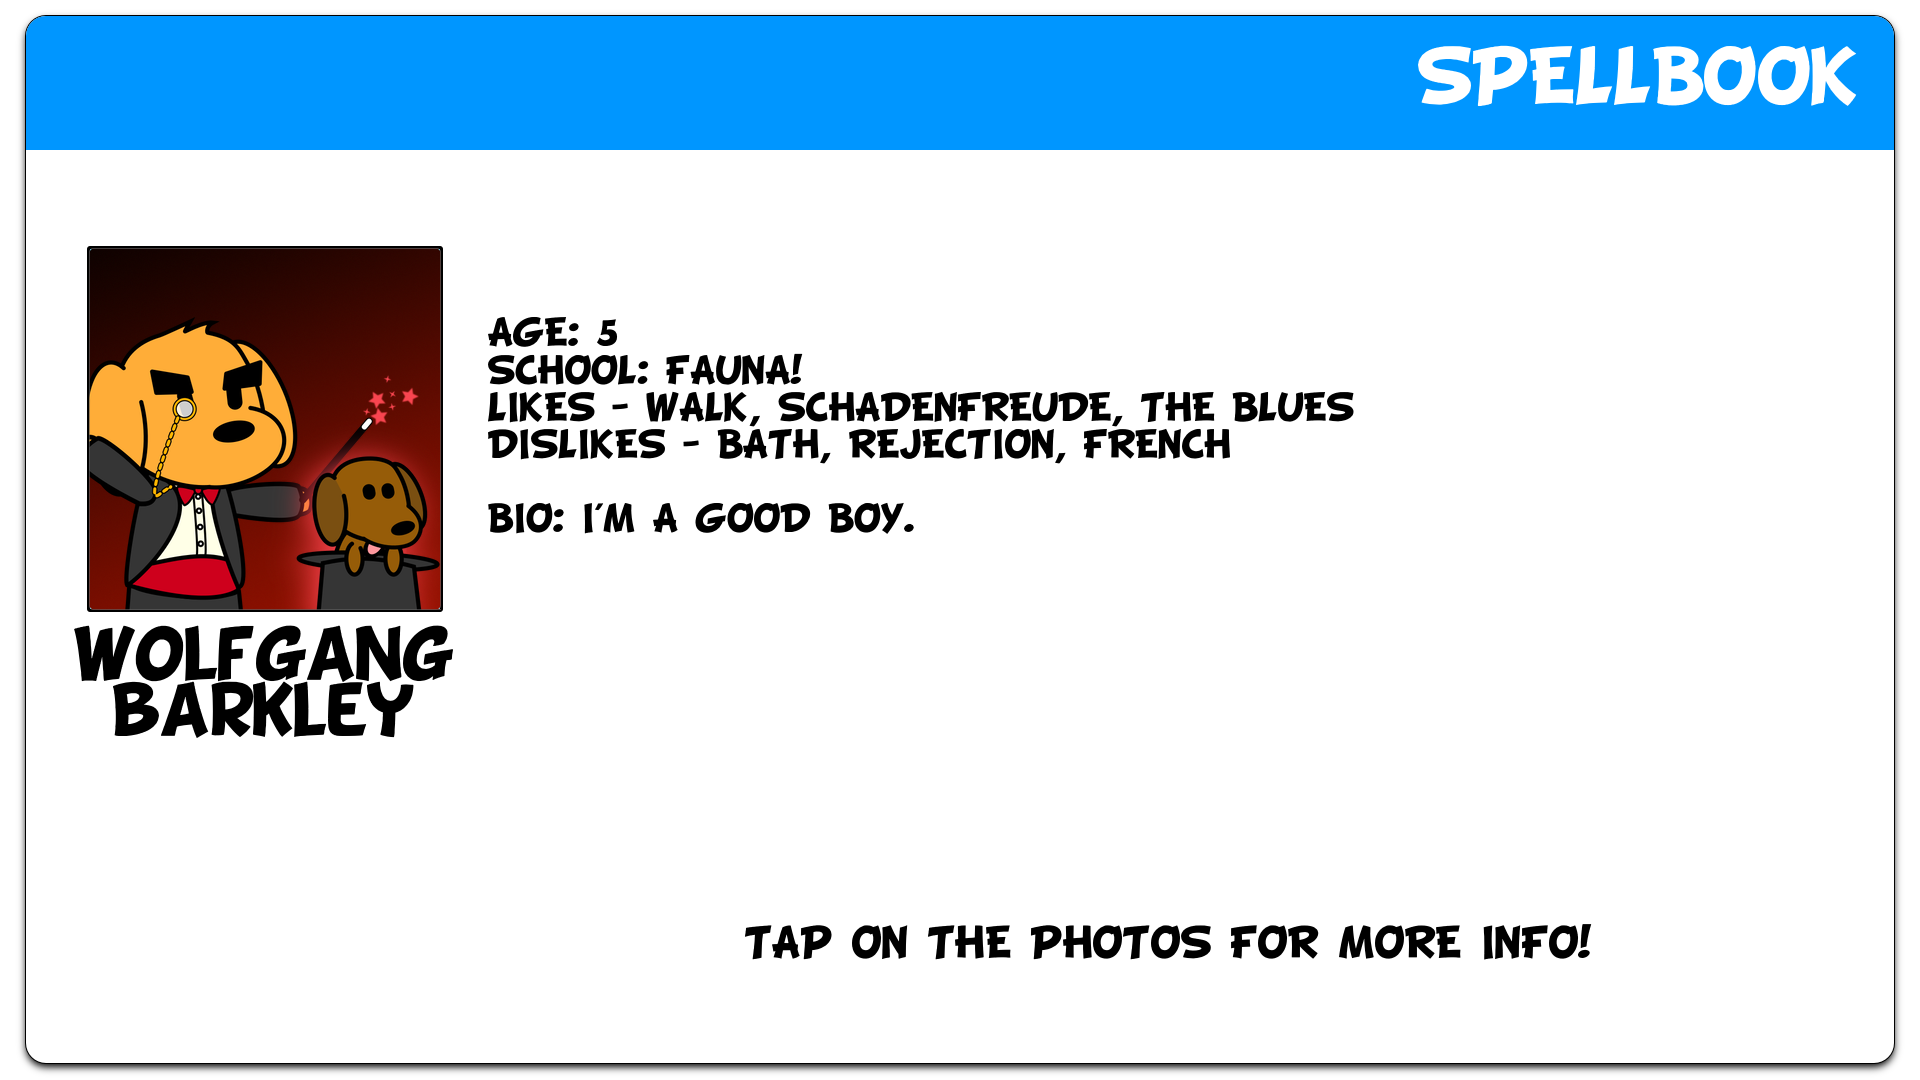 SPELLBOOK
AGE: 5
SCHOOL: FAUNA!
LIKES - WALK, SCHADENFREUDE, THE BLUES
DISLIKES - BATH, REJECTION, FRENCH
BIO: I'M A GOOD BOY.
WOLFGANG
BARKLEY
TAP ON THE PHOTOS FOR MORE INFO!